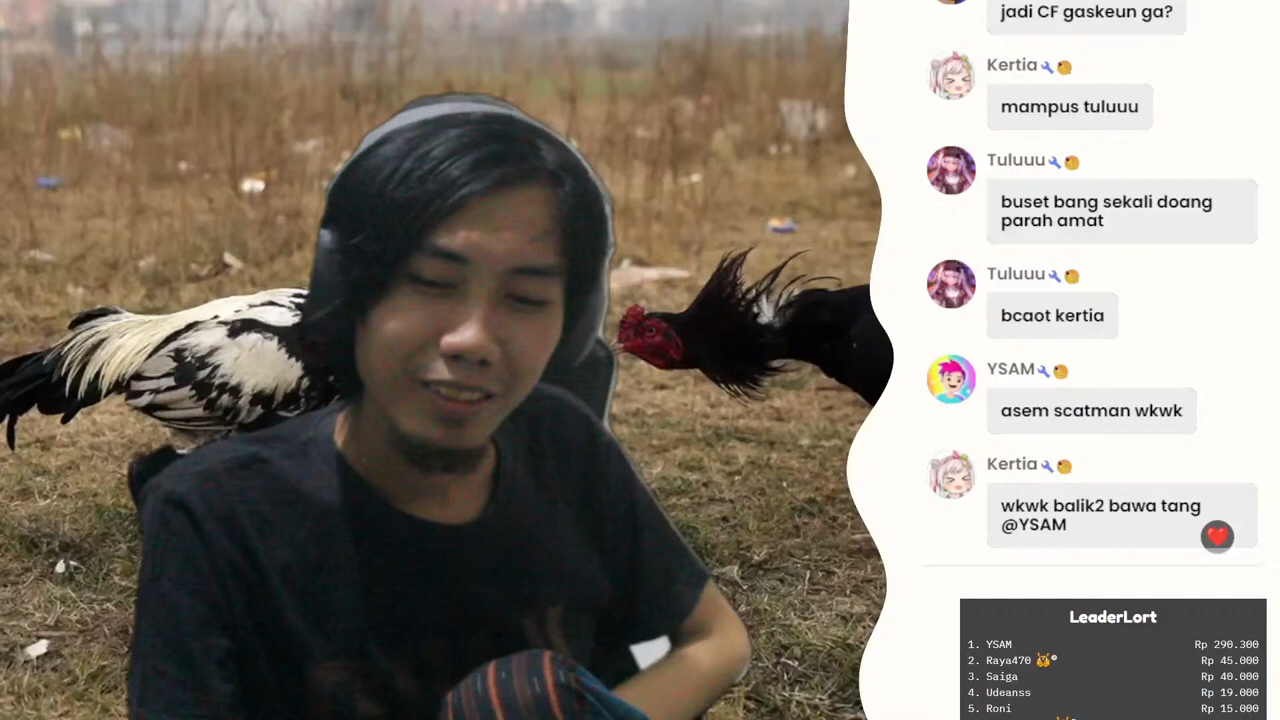 jadi CF gaskeun ga?
Kertia
mampus tuluuu
Tuluuu
buset bang sekali doang
parah amat
Tuluuu
bcaot kertia
YSAM
asem scatman wkwk
Kertia
wkwk balik2 bawa tang
@YSAM
LeaderLort
1. YSAM Rp 290.300
2. Raya470 Rp 45.000
3. Saiga Rp 40.000
4. Udeanss Rp 19.000
5. Roni Rp 15.000